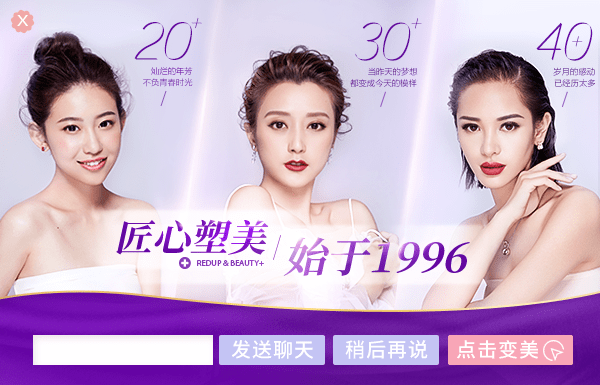 X
20+
灿烂的年芳
不负青春时光
30+
当昨天的梦想
都变成今天的模样
40+
岁月的感动
已经历太多
匠心塑美
REDUP & BEAUTY+
始于1996
发送聊天
稍后再说
点击变美